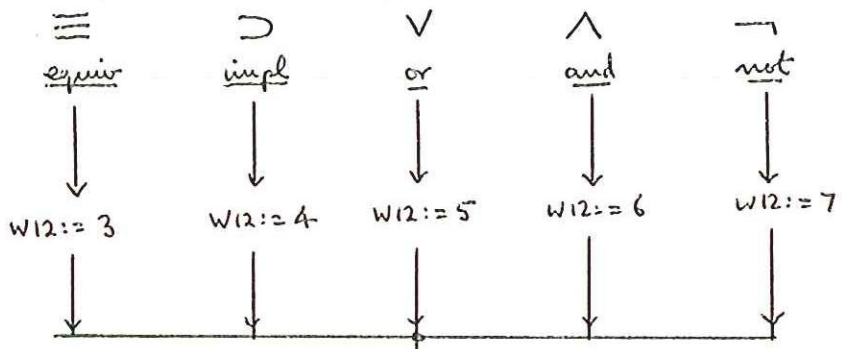 ≡ ⊃ ∨ ∧ ¬
equiv impl or and not
W12:= 3 W12:= 4 W12:= 5 W12:= 6 W12:= 7